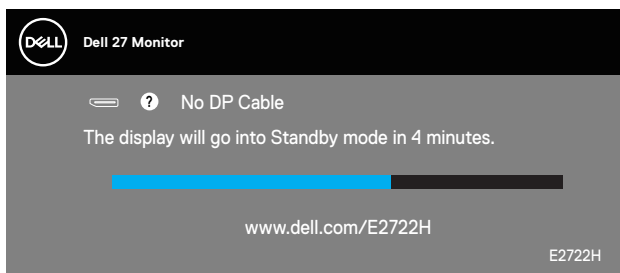 DELL
Dell 27 Monitor
? No DP Cable
The display will go into Standby mode in 4 minutes.
www.dell.com/E2722H
E2722H